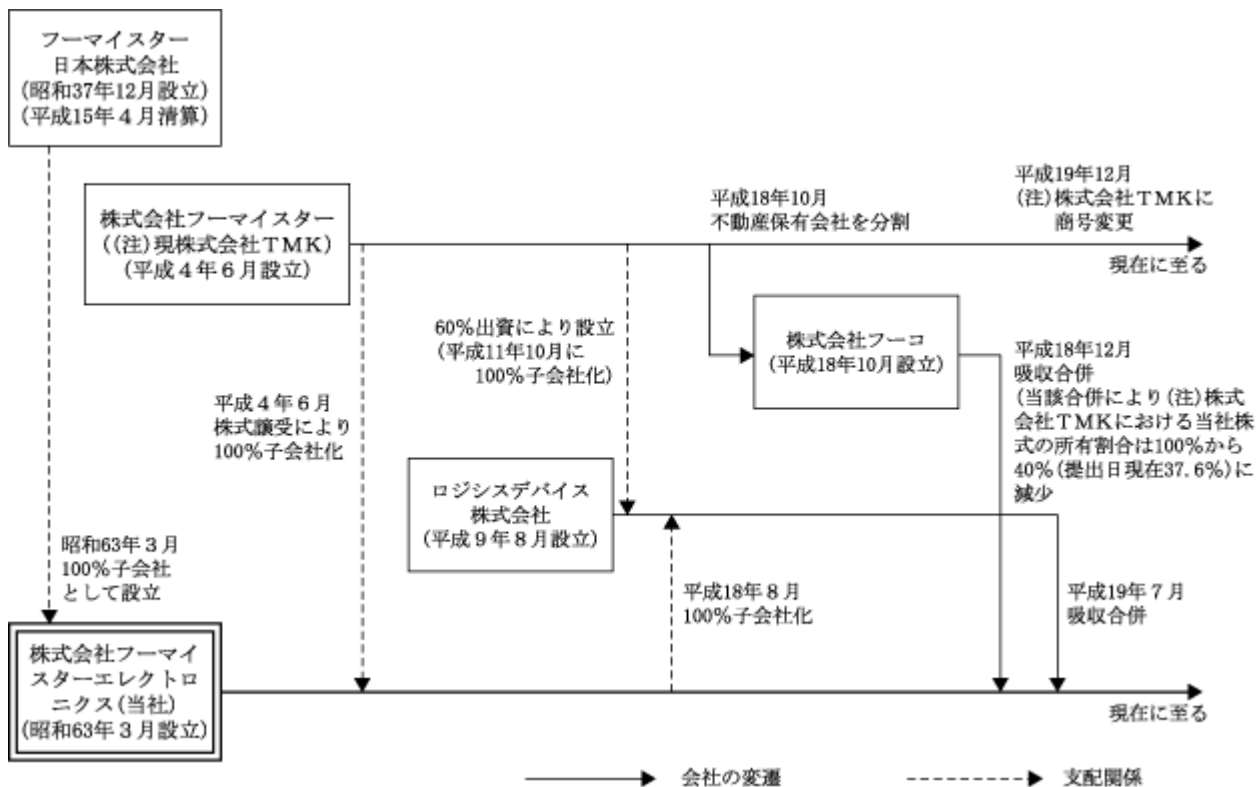 フーマイスター
日本株式会社
(昭和37年12月設立)
(平成15年４月清算)
株式会社フーマイスター
((注)現株式会社ＴＭＫ)
(平成４年６月設立)
平成18年10月
不動産保有会社を分割
平成19年12月
(注)株式会社ＴＭＫに
商号変更
現在に至る
60％出資により設立
(平成11年10月に
100％子会社化)
株式会社フーコ
(平成18年10月設立)
平成18年12月
吸収合併
(当該合併により(注)株式
会社ＴＭＫにおける当社株
式の所有割合は100％から
40％(提出日現在37.6％)に
減少
平成４年６月
株式譲受により
100％子会社化
ロジシスデバイス
株式会社
(平成９年８月設立)
昭和63年３月
100％子会社
として設立
平成18年８月
100％子会社化
平成19年７月
吸収合併
株式会社フーマイ
スターエレクトロ
ニクス(当社)
(昭和63年３月設立)
現在に至る
会社の変遷
支配関係